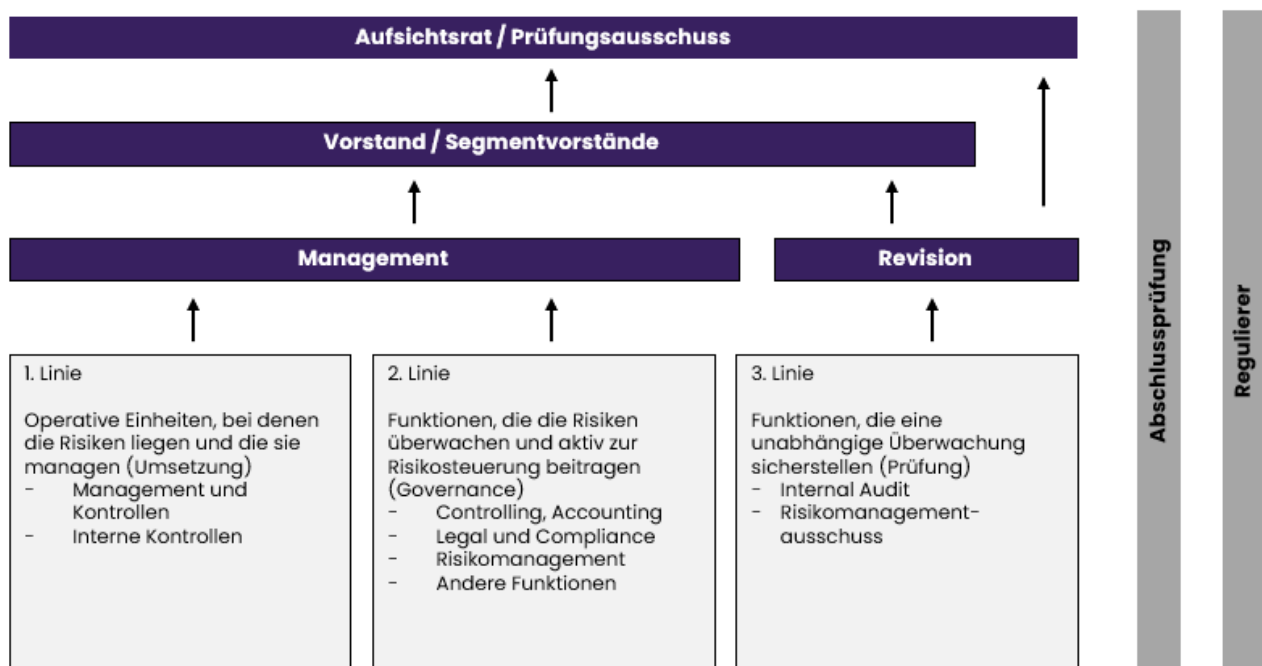 Aufsichtsrat / Prüfungsausschuss
Vorstand / Segmentvorstände
Management
Revision
1. Linie
Operative Einheiten, bei denen
die Risiken liegen und die sie
managen (Umsetzung)
- Management und
Kontrollen
- Interne Kontrollen
2. Linie
Funktionen, die die Risiken
überwachen und aktiv zur
Risikosteuerung beitragen
(Governance)
- Controlling, Accounting
- Legal und Compliance
- Risikomanagement
- Andere Funktionen
3. Linie
Funktionen, die eine
unabhängige Überwachung
sicherstellen (Prüfung)
- Internal Audit
- Risikomanagement-
ausschuss
Abschlussprüfung
Regulierer